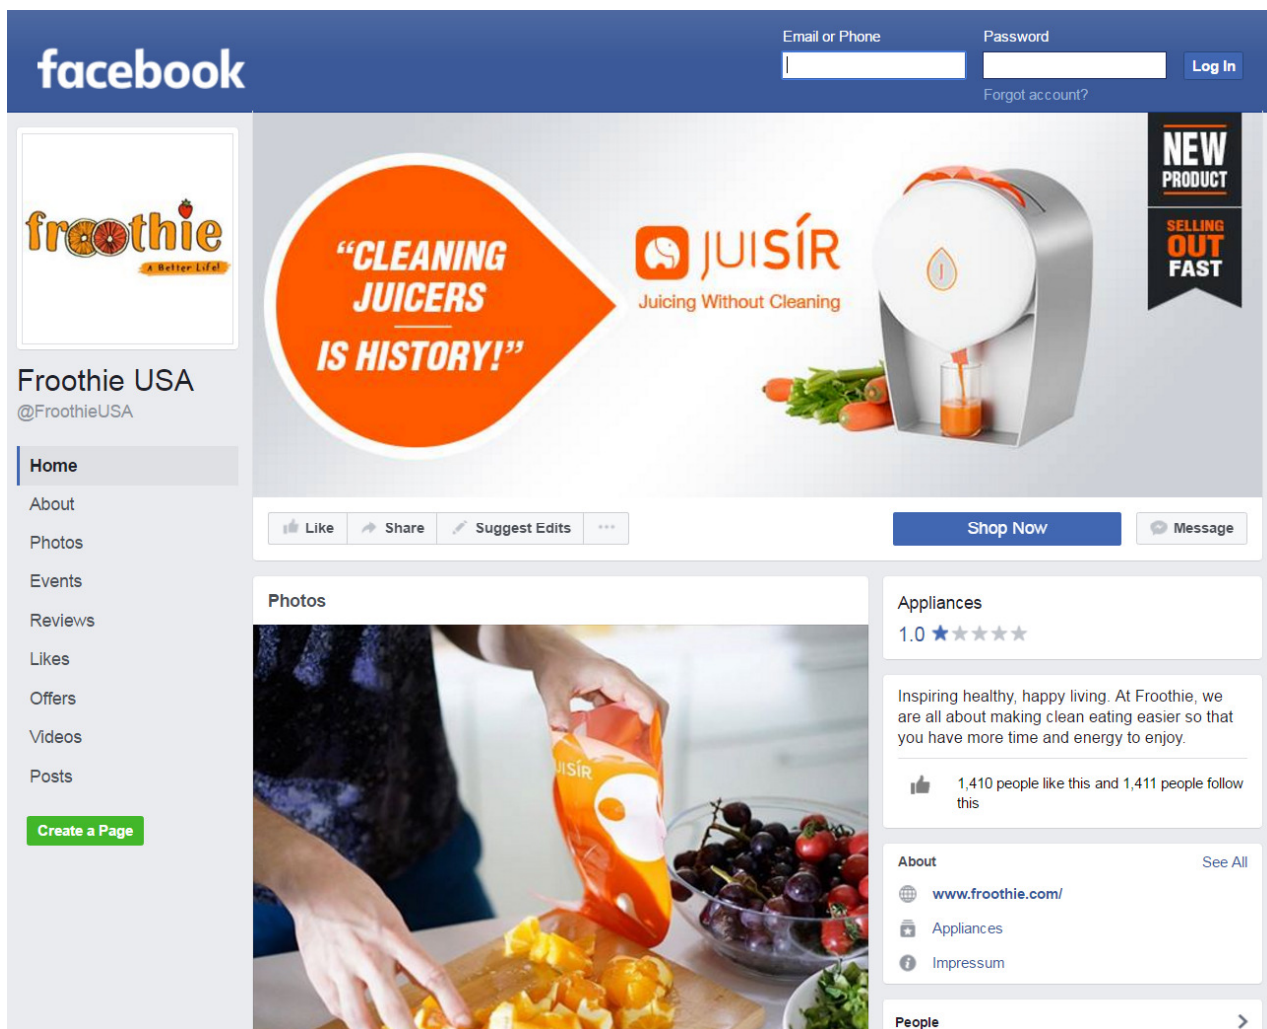 facebook
Email or Phone
Password
Log In
Forgot account?
froothie
A Better Life!
Froothie USA
@FroothieUSA
Home
About
Photos
Events
Reviews
Likes
Offers
Videos
Posts
Create a Page
“CLEANING
JUICERS
IS HISTORY!”
JUISÍR
Juicing Without Cleaning
J
NEW
PRODUCT
SELLING
OUT
FAST
Like
Share
Suggest Edits
Shop Now
Message
Photos
JUISÍR
Appliances
1.0
Inspiring healthy, happy living. At Froothie, we
are all about making clean eating easier so that
you have more time and energy to enjoy.
1,410 people like this and 1,411 people follow
this
About
See All
www.froothie.com/
Appliances
Impressum
People